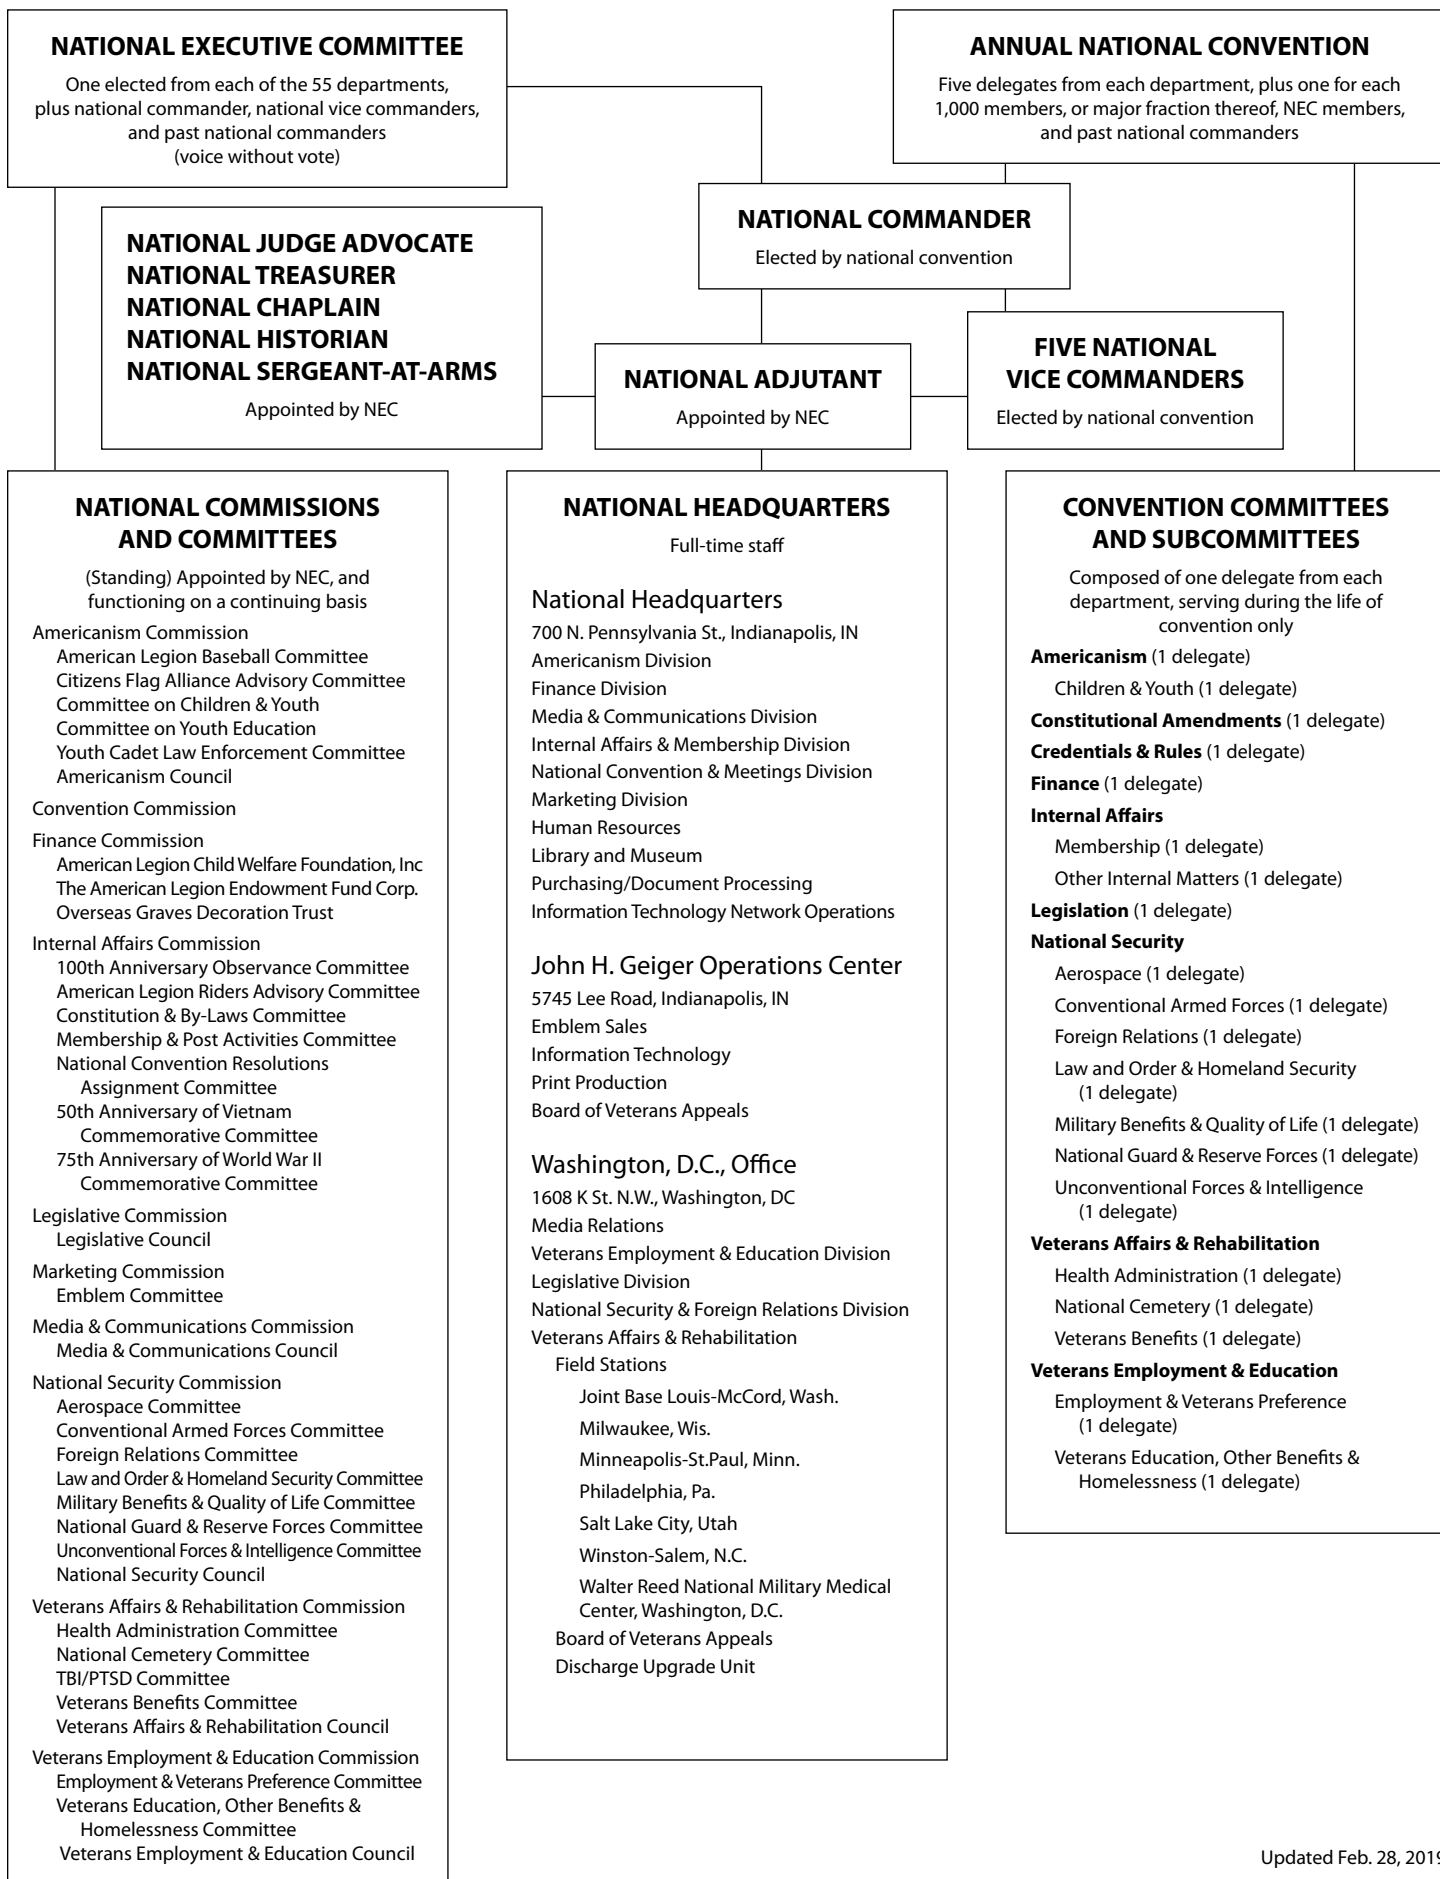 NATIONAL EXECUTIVE COMMITTEE
One elected from each of the 55 departments,
plus national commander, national vice commanders,
and past national commanders
(voice without vote)
ANNUAL NATIONAL CONVENTION
Five delegates from each department, plus one for each
1,000 members, or major fraction thereof, NEC members,
and past national commanders
NATIONAL COMMANDER
Elected by national convention
NATIONAL JUDGE ADVOCATE
NATIONAL TREASURER
NATIONAL CHAPLAIN
NATIONAL HISTORIAN
NATIONAL SERGEANT-AT-ARMS
Appointed by NEC
NATIONAL ADJUTANT
Appointed by NEC
FIVE NATIONAL
VICE COMMANDERS
Elected by national convention
NATIONAL COMMISSIONS
AND COMMITTEES
(Standing) Appointed by NEC, and
functioning on a continuing basis
Americanism Commission
American Legion Baseball Committee
Citizens Flag Alliance Advisory Committee
Committee on Children & Youth
Committee on Youth Education
Youth Cadet Law Enforcement Committee
Americanism Council
Convention Commission
Finance Commission
American Legion Child Welfare Foundation, Inc
The American Legion Endowment Fund Corp.
Overseas Graves Decoration Trust
Internal Affairs Commission
100th Anniversary Observance Committee
American Legion Riders Advisory Committee
Constitution & By-Laws Committee
Membership & Post Activities Committee
National Convention Resolutions
Assignment Committee
50th Anniversary of Vietnam
Commemorative Committee
75th Anniversary of World War II
Commemorative Committee
Legislative Commission
Legislative Council
Marketing Commission
Emblem Committee
Media & Communications Commission
Media & Communications Council
National Security Commission
Aerospace Committee
Conventional Armed Forces Committee
Foreign Relations Committee
Law and Order & Homeland Security Committee
Military Benefits & Quality of Life Committee
National Guard & Reserve Forces Committee
Unconventional Forces & Intelligence Committee
National Security Council
Veterans Affairs & Rehabilitation Commission
Health Administration Committee
National Cemetery Committee
TBI/PTSD Committee
Veterans Benefits Committee
Veterans Affairs & Rehabilitation Council
Veterans Employment & Education Commission
Employment & Veterans Preference Committee
Veterans Education, Other Benefits &
Homelessness Committee
Veterans Employment & Education Council
NATIONAL HEADQUARTERS
Full-time staff
National Headquarters
700 N. Pennsylvania St., Indianapolis, IN
Americanism Division
Finance Division
Media & Communications Division
Internal Affairs & Membership Division
National Convention & Meetings Division
Marketing Division
Human Resources
Library and Museum
Purchasing/Document Processing
Information Technology Network Operations
John H. Geiger Operations Center
5745 Lee Road, Indianapolis, IN
Emblem Sales
Information Technology
Print Production
Board of Veterans Appeals
Washington, D.C., Office
1608 K St. N.W., Washington, DC
Media Relations
Veterans Employment & Education Division
Legislative Division
National Security & Foreign Relations Division
Veterans Affairs & Rehabilitation
Field Stations
Joint Base Louis-McCord, Wash.
Milwaukee, Wis.
Minneapolis-St.Paul, Minn.
Philadelphia, Pa.
Salt Lake City, Utah
Winston-Salem, N.C.
Walter Reed National Military Medical
Center, Washington, D.C.
Board of Veterans Appeals
Discharge Upgrade Unit
CONVENTION COMMITTEES
AND SUBCOMMITTEES
Composed of one delegate from each
department, serving during the life of
convention only
Americanism (1 delegate)
Children & Youth (1 delegate)
Constitutional Amendments (1 delegate)
Credentials & Rules (1 delegate)
Finance (1 delegate)
Internal Affairs
Membership (1 delegate)
Other Internal Matters (1 delegate)
Legislation (1 delegate)
National Security
Aerospace (1 delegate)
Conventional Armed Forces (1 delegate)
Foreign Relations (1 delegate)
Law and Order & Homeland Security
(1 delegate)
Military Benefits & Quality of Life (1 delegate)
National Guard & Reserve Forces (1 delegate)
Unconventional Forces & Intelligence
(1 delegate)
Veterans Affairs & Rehabilitation
Health Administration (1 delegate)
National Cemetery (1 delegate)
Veterans Benefits (1 delegate)
Veterans Employment & Education
Employment & Veterans Preference
(1 delegate)
Veterans Education, Other Benefits &
Homelessness (1 delegate)
Updated Feb. 28, 2019